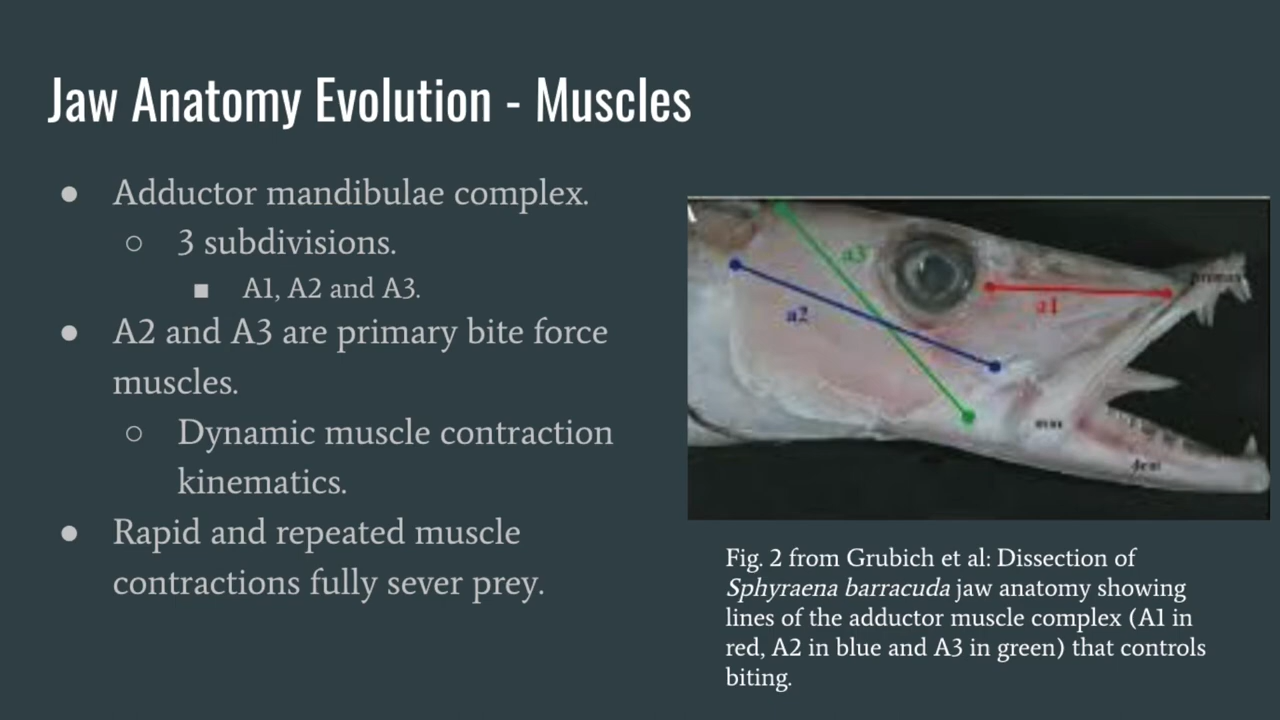 Jaw Anatomy Evolution - Muscles
● Adductor mandibulae complex.
○ 3 subdivisions.
■ A1, A2 and A3.
● A2 and A3 are primary bite force
muscles.
○ Dynamic muscle contraction
kinematics.
● Rapid and repeated muscle
contractions fully sever prey.
a3
a2
a1
Fig. 2 from Grubich et al: Dissection of
Sphyraena barracuda jaw anatomy showing
lines of the adductor muscle complex (A1 in
red, A2 in blue and A3 in green) that controls
biting.